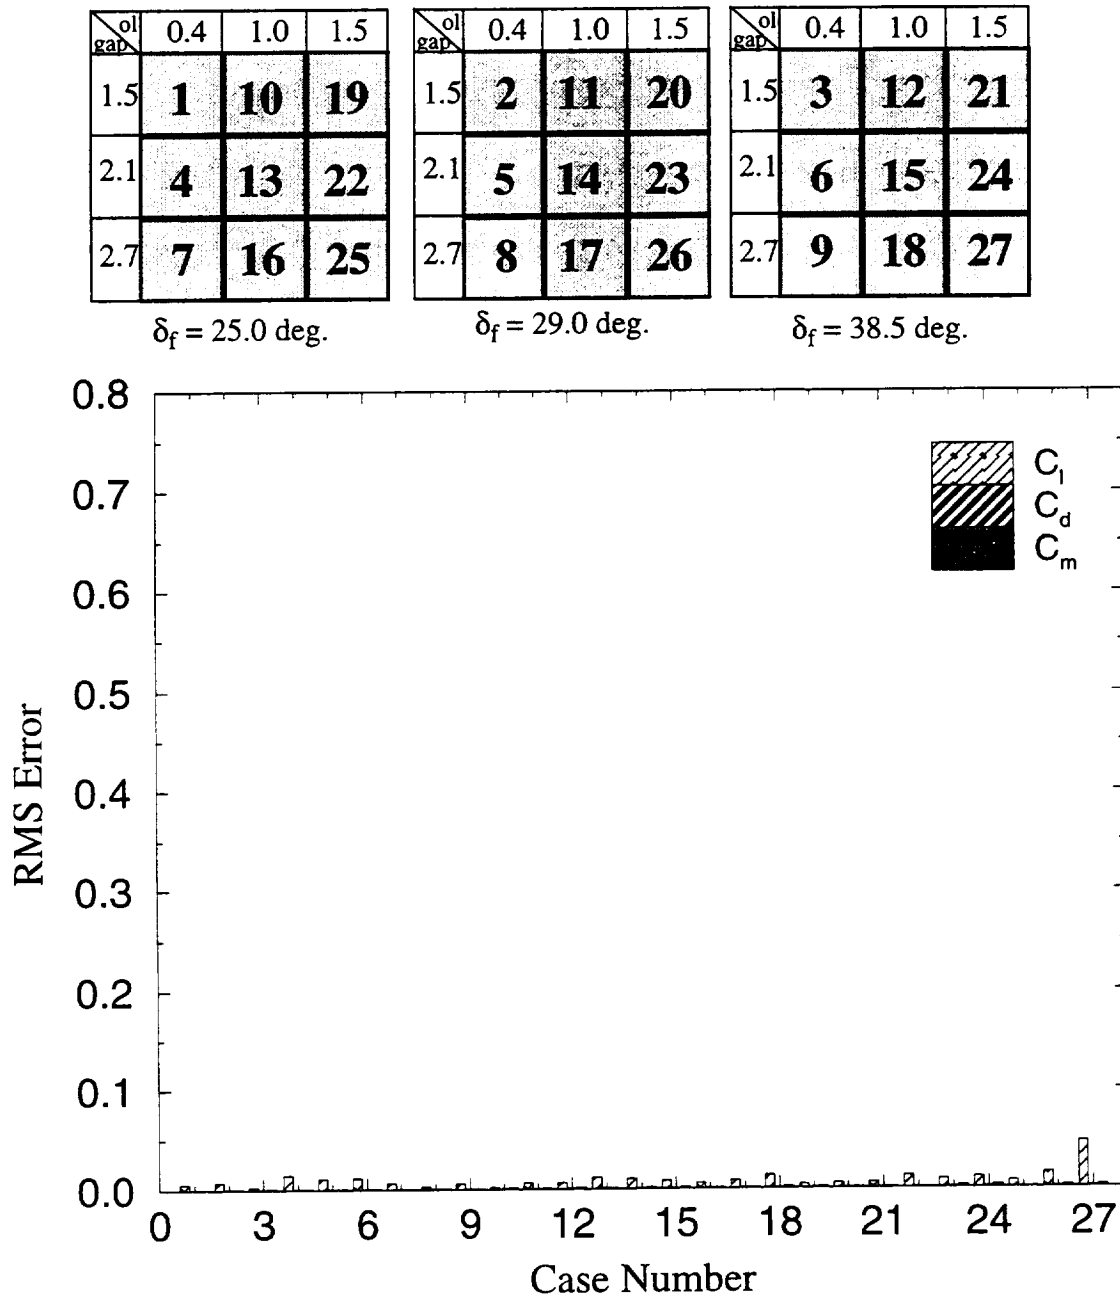 ol gap 0.4 1.0 1.5
1.5 1 10 19
2.1 4 13 22
2.7 7 16 25
δf = 25.0 deg.
ol gap 0.4 1.0 1.5
1.5 2 11 20
2.1 5 14 23
2.7 8 17 26
δf = 29.0 deg.
ol gap 0.4 1.0 1.5
1.5 3 12 21
2.1 6 15 24
2.7 9 18 27
δf = 38.5 deg.
0.8
0.7
0.6
0.5
0.4
0.3
0.2
0.1
0.0
RMS Error
Cl
Cd
Cm
0 3 6 9 12 15 18 21 24 27
Case Number